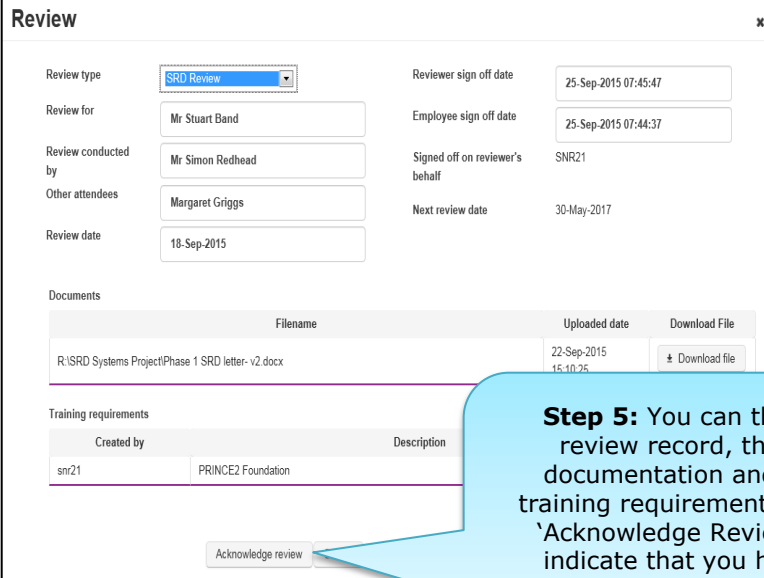 Review
Review type
SRD Review
Reviewer sign off date
25-Sep-2015 07:45:47
Review for
Mr Stuart Band
Employee sign off date
25-Sep-2015 07:44:37
Review conducted
by
Mr Simon Redhead
Signed off on reviewer's
behalf
SNR21
Other attendees
Margaret Griggs
Next review date
30-May-2017
Review date
18-Sep-2015
Documents
Filename Uploaded date Download File
R:\SRD Systems Project\Phase 1 SRD letter- v2.docx
22-Sep-2015
15:10:25
Download file
Training requirements
Created by Description
snr21 PRINCE2 Foundation
Acknowledge review
Step 5: You can
review record,
documentation
training requirement
'Acknowledge
indicate that you